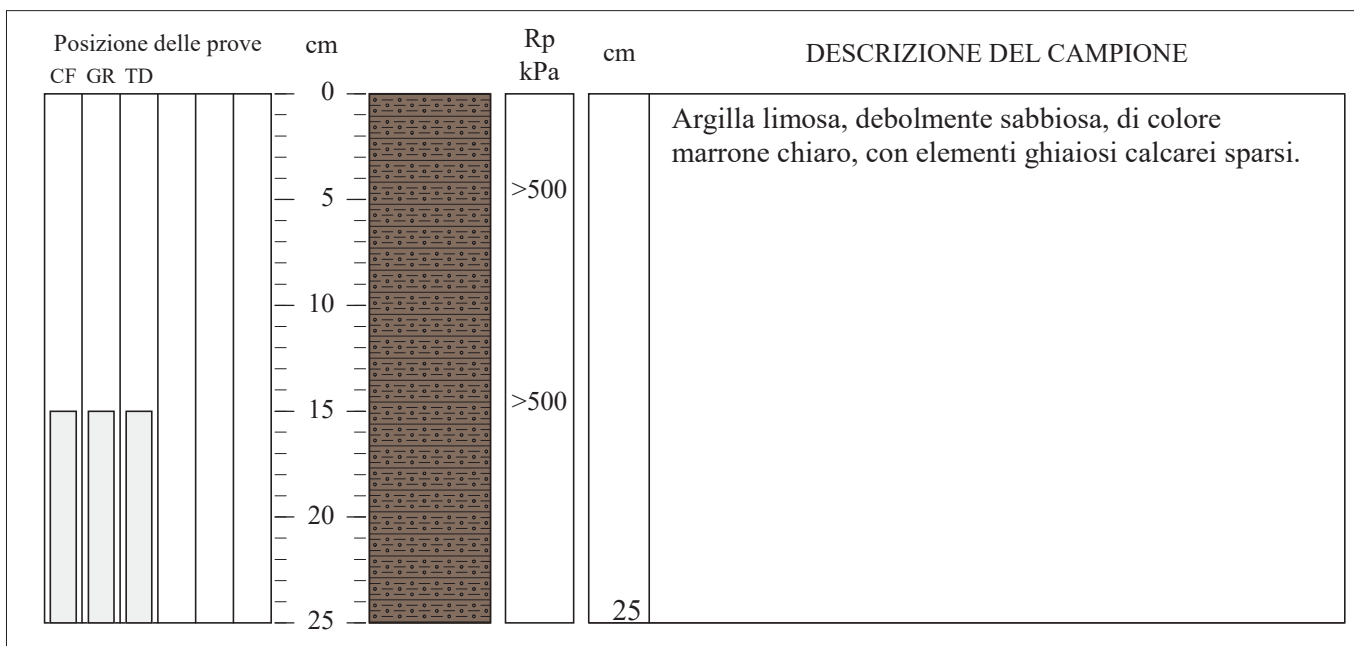 Posizione delle prove
CF GR TD
cm
Rp
kPa
cm
DESCRIZIONE DEL CAMPIONE
0
5
10
15
20
25
>500
>500
25
Argilla limosa, debolmente sabbiosa, di colore
marrone chiaro, con elementi ghiaiosi calcarei sparsi.